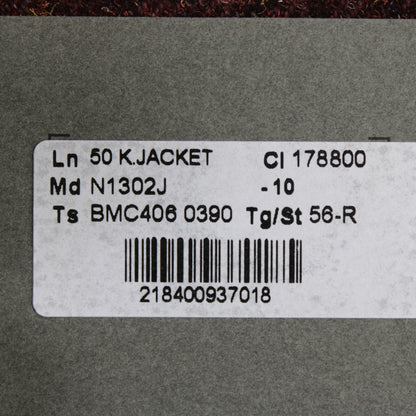 Ln 50 K.JACKET Cl 178800
Md N1302J - 10
Ts BMC406 0390 Tg/St 56-R
218400937018